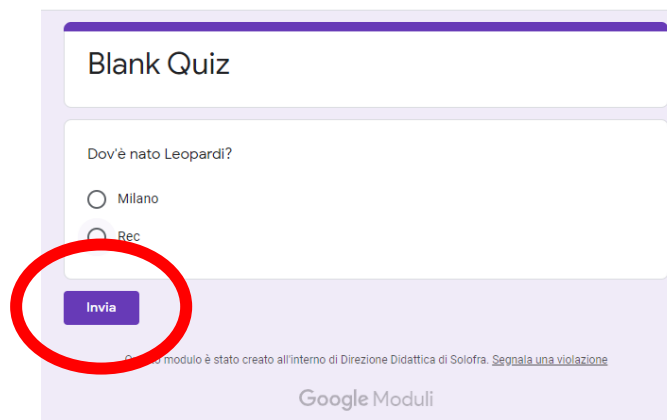 Blank Quiz
Dov'è nato Leopardi?
Milano
Rec
Invia
modulo è stato creato all'interno di Direzione Didattica di Solofra. Segnala una violazione
Google Moduli